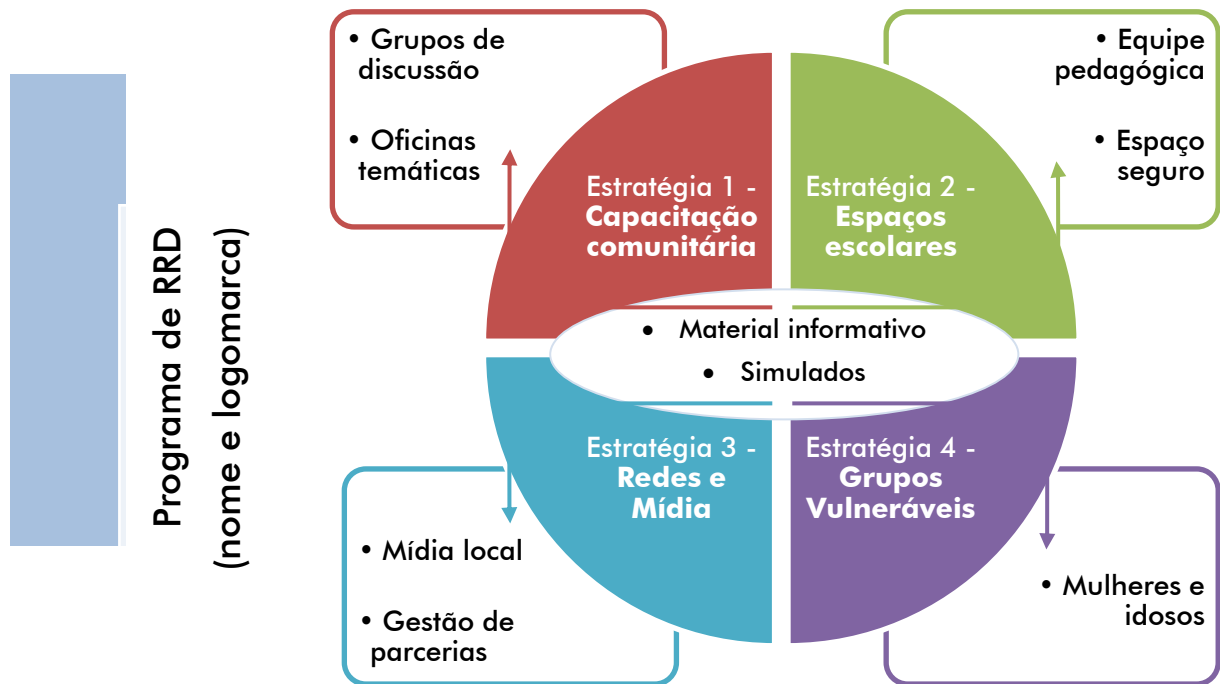 Programa de RRD
(nome e logomarca)
• Grupos de
discussão
• Oficinas
temáticas
• Equipe
pedagógica
• Espaço
seguro
Estratégia 1 -
Capacitação
comunitária
Estratégia 2 -
Espaços
escolares
• Material informativo
• Simulados
Estratégia 3 -
Redes e
Mídia
Estratégia 4 -
Grupos
Vulneráveis
• Mídia local
• Gestão de
parcerias
• Mulheres e
idosos